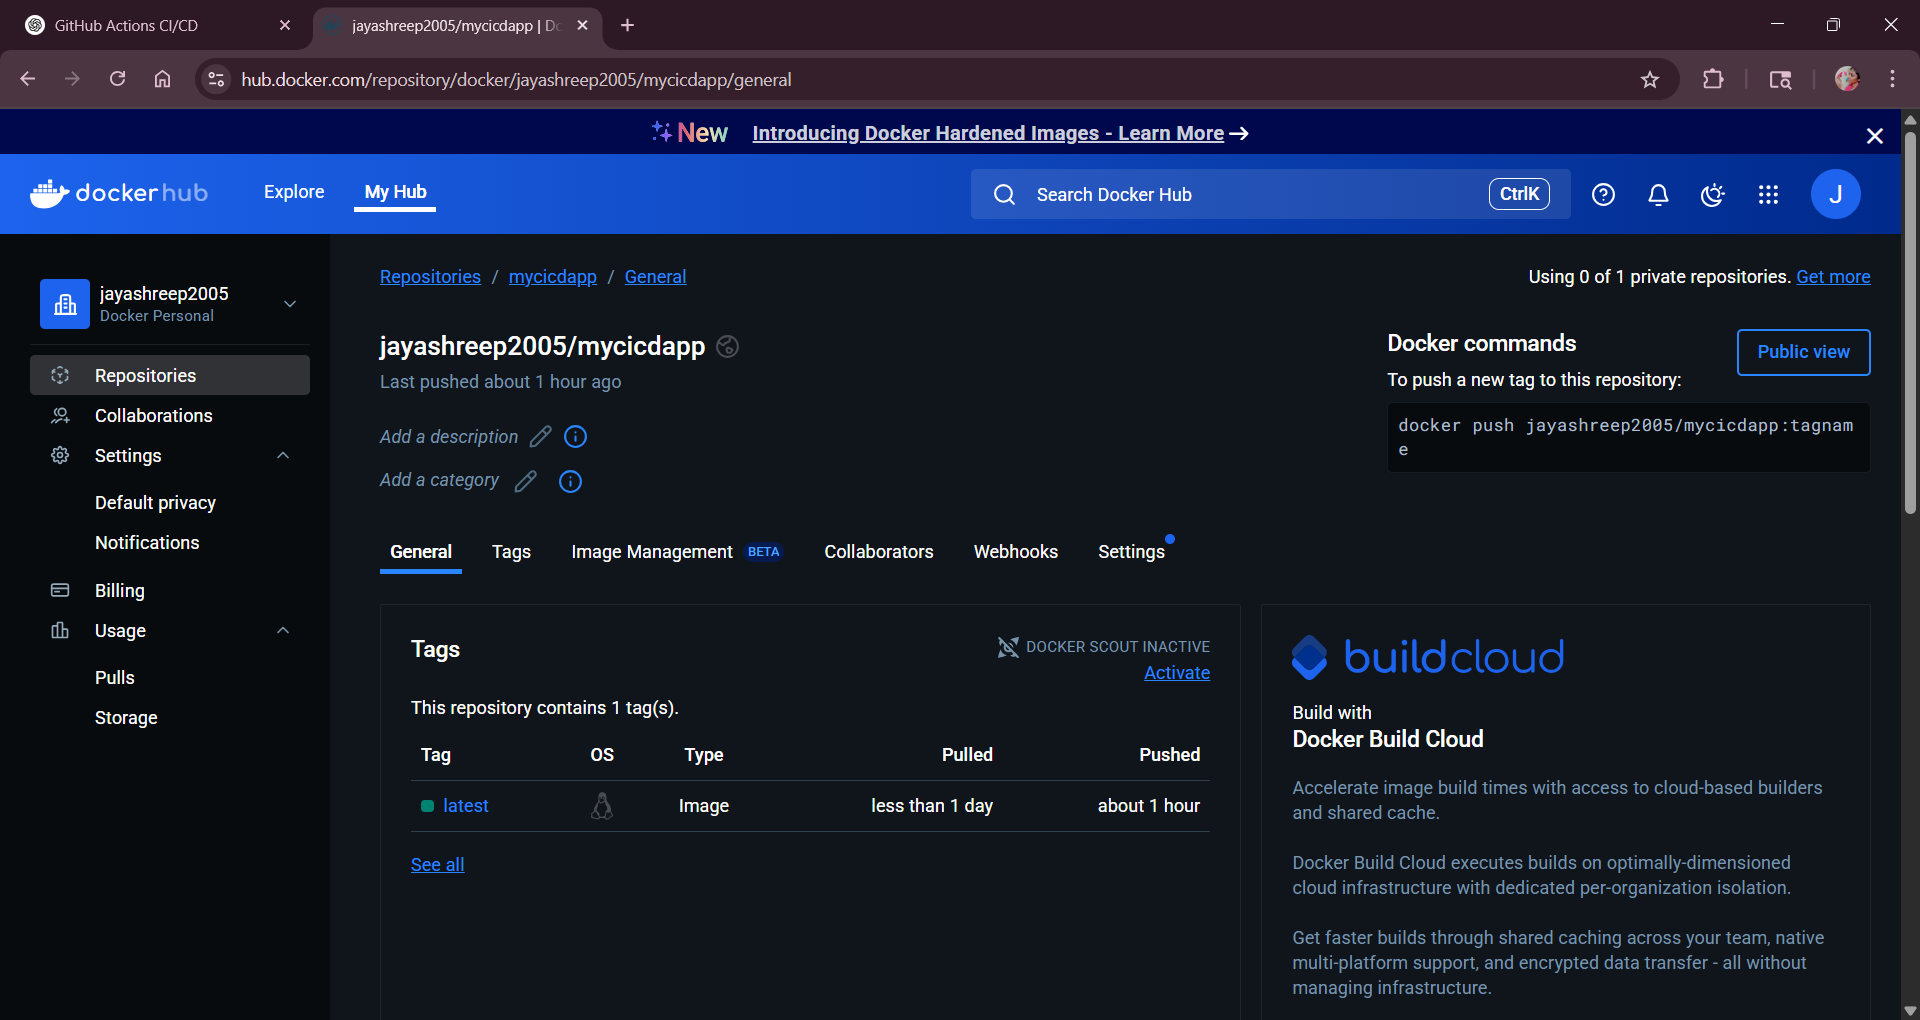 GitHub Actions CI/CD
jayashreep2005/mycicdapp | Do
hub.docker.com/repository/docker/jayashreep2005/mycicdapp/general
New Introducing Docker Hardened Images - Learn More
dockerhub
Explore
My Hub
Search Docker Hub
CtrlK
J
jayashreep2005
Docker Personal
Repositories
Collaborations
Settings
Default privacy
Notifications
Billing
Usage
Pulls
Storage
Repositories / mycicdapp / General
Using 0 of 1 private repositories. Get more
jayashreep2005/mycicdapp
Last pushed about 1 hour ago
Add a description
Add a category
Docker commands
Public view
To push a new tag to this repository:
docker push jayashreep2005/mycicdapp:tagnam
e
General Tags Image Management BETA Collaborators Webhooks Settings
Tags
DOCKER SCOUT INACTIVE
Activate
This repository contains 1 tag(s).
Tag OS Type Pulled Pushed
latest Image less than 1 day about 1 hour
See all
buildcloud
Build with
Docker Build Cloud
Accelerate image build times with access to cloud-based builders
and shared cache.
Docker Build Cloud executes builds on optimally-dimensioned
cloud infrastructure with dedicated per-organization isolation.
Get faster builds through shared caching across your team, native
multi-platform support, and encrypted data transfer - all without
managing infrastructure.